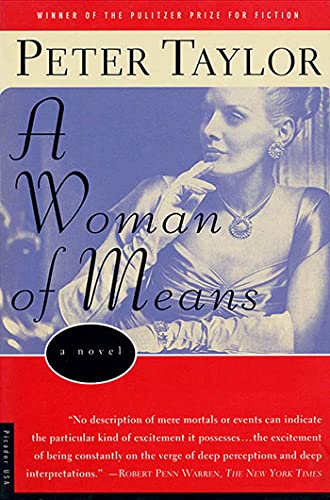 WINNER OF THE PULITZER PRIZE FOR FICTION
PETER TAYLOR
A
Woman
of Means
a novel
"No description of mere mortals or events can indicate
the particular kind of excitement it possesses...the excitement
of being constantly on the verge of deep perceptions and deep
interpretations." —ROBERT PENN WARREN, THE NEW YORK TIMES
Picador USA